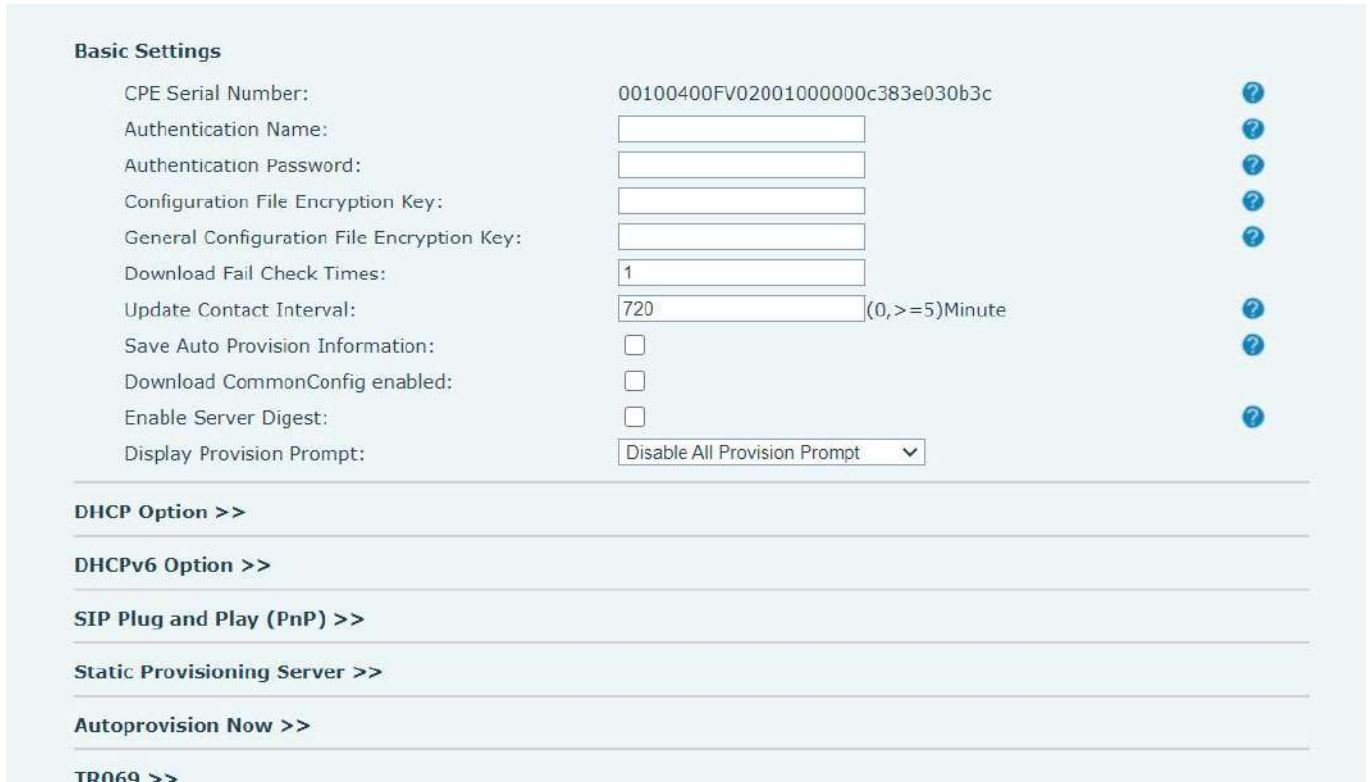 Basic Settings
CPE Serial Number: 00100400FV02001000000c383e030b3c
Authentication Name:
Authentication Password:
Configuration File Encryption Key:
General Configuration File Encryption Key:
Download Fail Check Times: 1
Update Contact Interval: 720 (0,>=5)Minute
Save Auto Provision Information:
Download CommonConfig enabled:
Enable Server Digest:
Display Provision Prompt: Disable All Provision Prompt
DHCP Option >>
DHCPv6 Option >>
SIP Plug and Play (PnP) >>
Static Provisioning Server >>
Autoprovision Now >>
TR069 >>